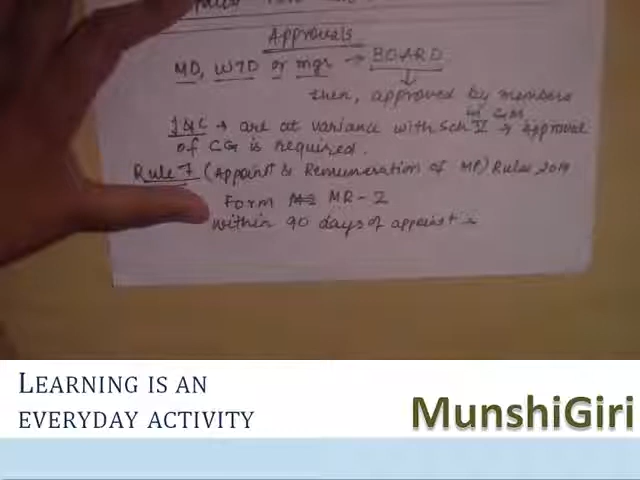 Approvals
MD, WTD or mgr → BOARD
then, approved by members
in GM
T&C → are at variance with Sch V → approval
of CG is required.
Rule 7 (Appoint & Remuneration of MP) Rules 2014
Form MR-2
within 90 days of appoint
LEARNING IS AN
EVERYDAY ACTIVITY
MunshiGiri